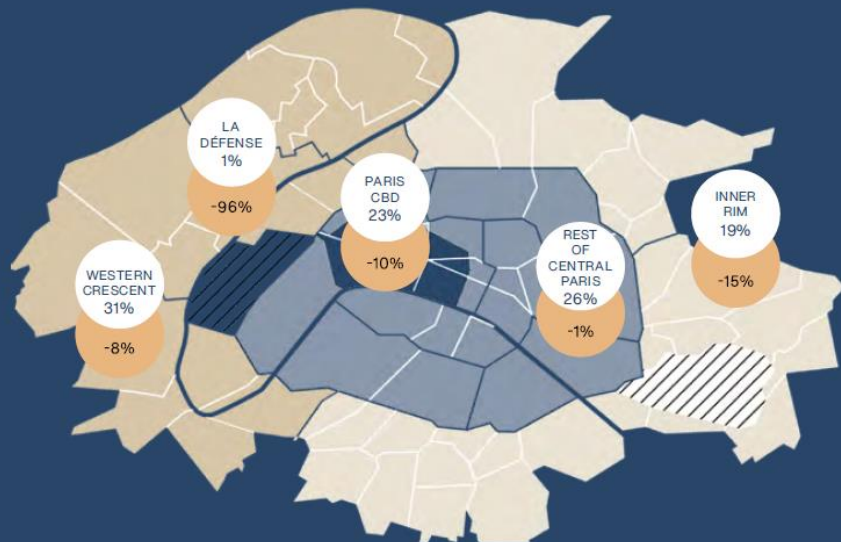 LA
DÉFENSE
1%
-96%
PARIS
CBD
23%
-10%
INNER
RIM
19%
-15%
REST
OF
CENTRAL
PARIS
26%
-1%
WESTERN
CRESCENT
31%
-8%